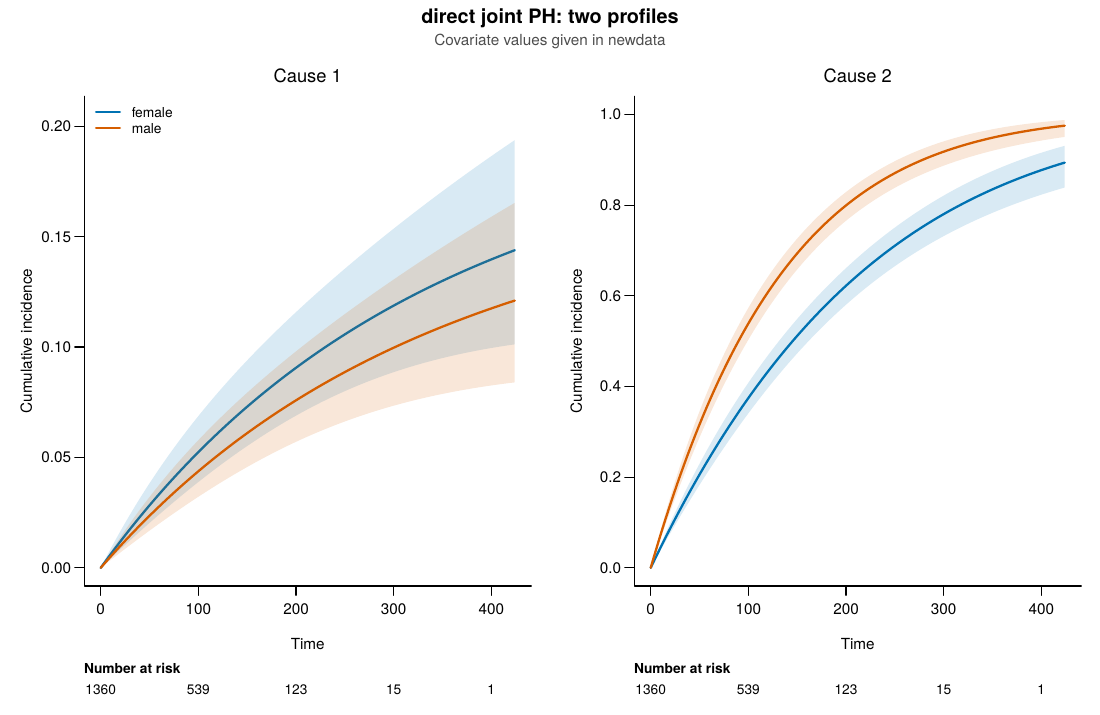 direct joint PH: two profiles
Covariate values given in newdata
Cause 1
female
male
0.20
0.15
0.10
0.05
0.00
Cumulative incidence
0 100 200 300 400
Time
Number at risk
1360 539 123 15 1
Cause 2
1.0
0.8
0.6
0.4
0.2
0.0
Cumulative incidence
0 100 200 300 400
Time
Number at risk
1360 539 123 15 1